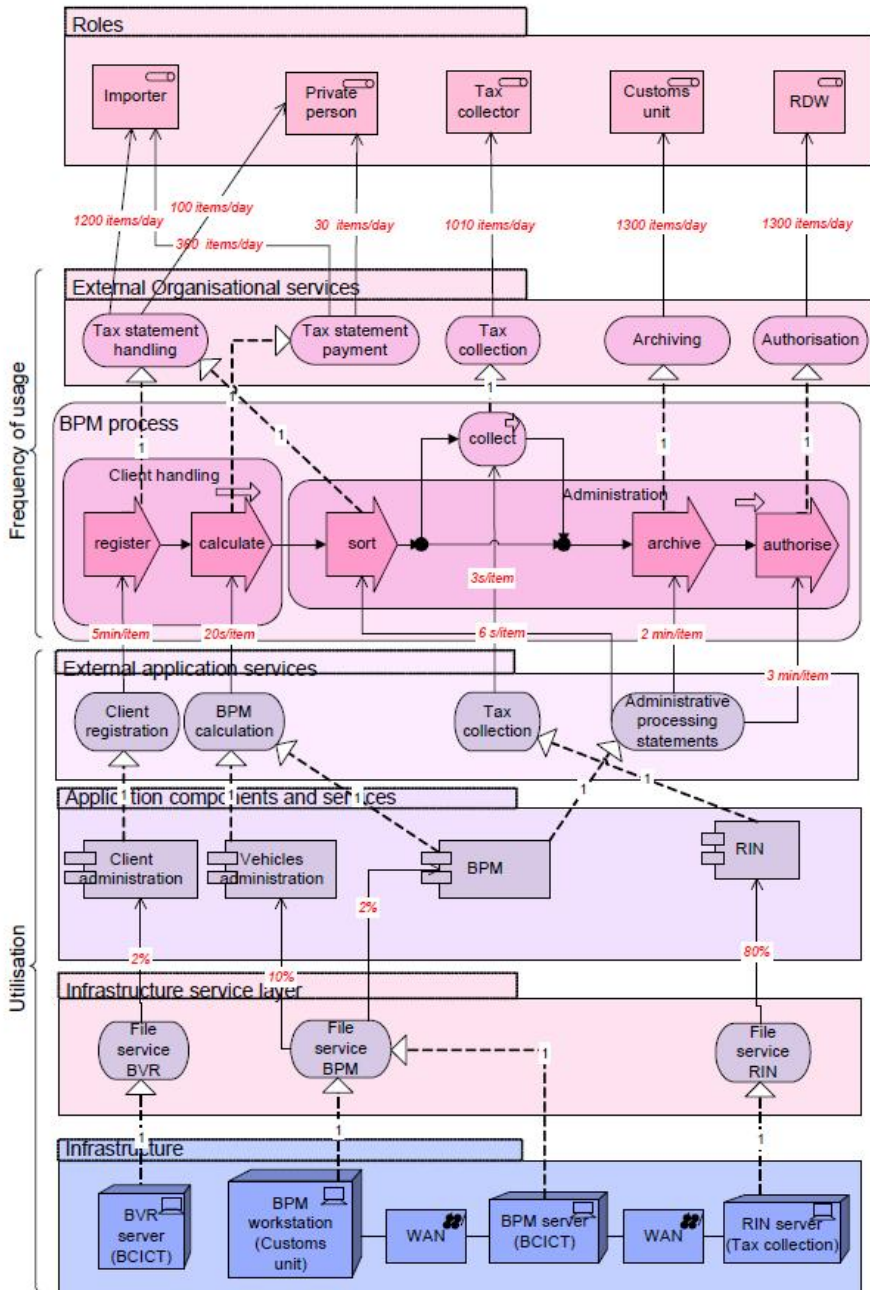 Roles
Importer
Private
person
Tax
collector
Customs
unit
RDW
1200 items/day
100 items/day
360 items/day
30 items/day
1010 items/day
1300 items/day
1300 items/day
External Organisational services
Tax statement
handling
Tax statement
payment
Tax
collection
Archiving
Authorisation
1
1
1
1
1
1
Frequency of usage
BPM process
collect
Client handling
Administration
register
calculate
sort
archive
authorise
5min/item
20s/item
3s/item
6 s/item
2 min/item
3 min/item
External application services
Client
registration
BPM
calculation
Tax
collection
Administrative
processing
statements
1
1
1
1
1
Application components and services
Client
administration
Vehicles
administration
BPM
RIN
2%
10%
2%
80%
Utilisation
Infrastructure service layer
File
service
BVR
File
service
BPM
File
service
RIN
1
1
1
1
Infrastructure
BVR
server
(BCICT)
BPM
workstation
(Customs
unit)
WAN
BPM server
(BCICT)
WAN
RIN server
(Tax collection)